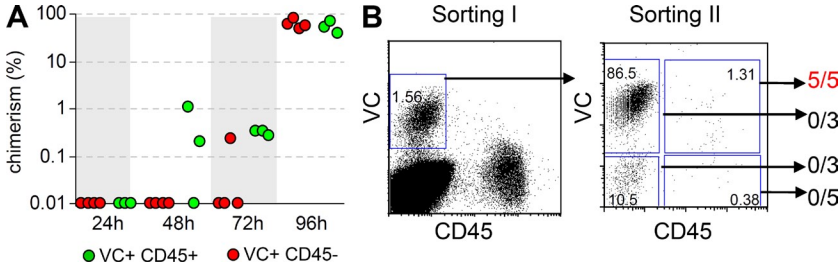 A
chimerism (%)
100
10
1
0.1
0.01
24h 48h 72h 96h
VC+ CD45+ VC+ CD45-
B
Sorting I
VC
1.56
CD45
Sorting II
VC
86.5 1.31
10.5 0.38
CD45
5/5
0/3
0/3
0/5